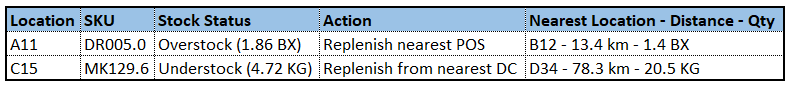 Location SKU Stock Status Action Nearest Location - Distance - Qty
A11 DR005.0 Overstock (1.86 BX) Replenish nearest POS B12 - 13.4 km - 1.4 BX
C15 MK129.6 Understock (4.72 KG) Replenish from nearest DC D34 - 78.3 km - 20.5 KG